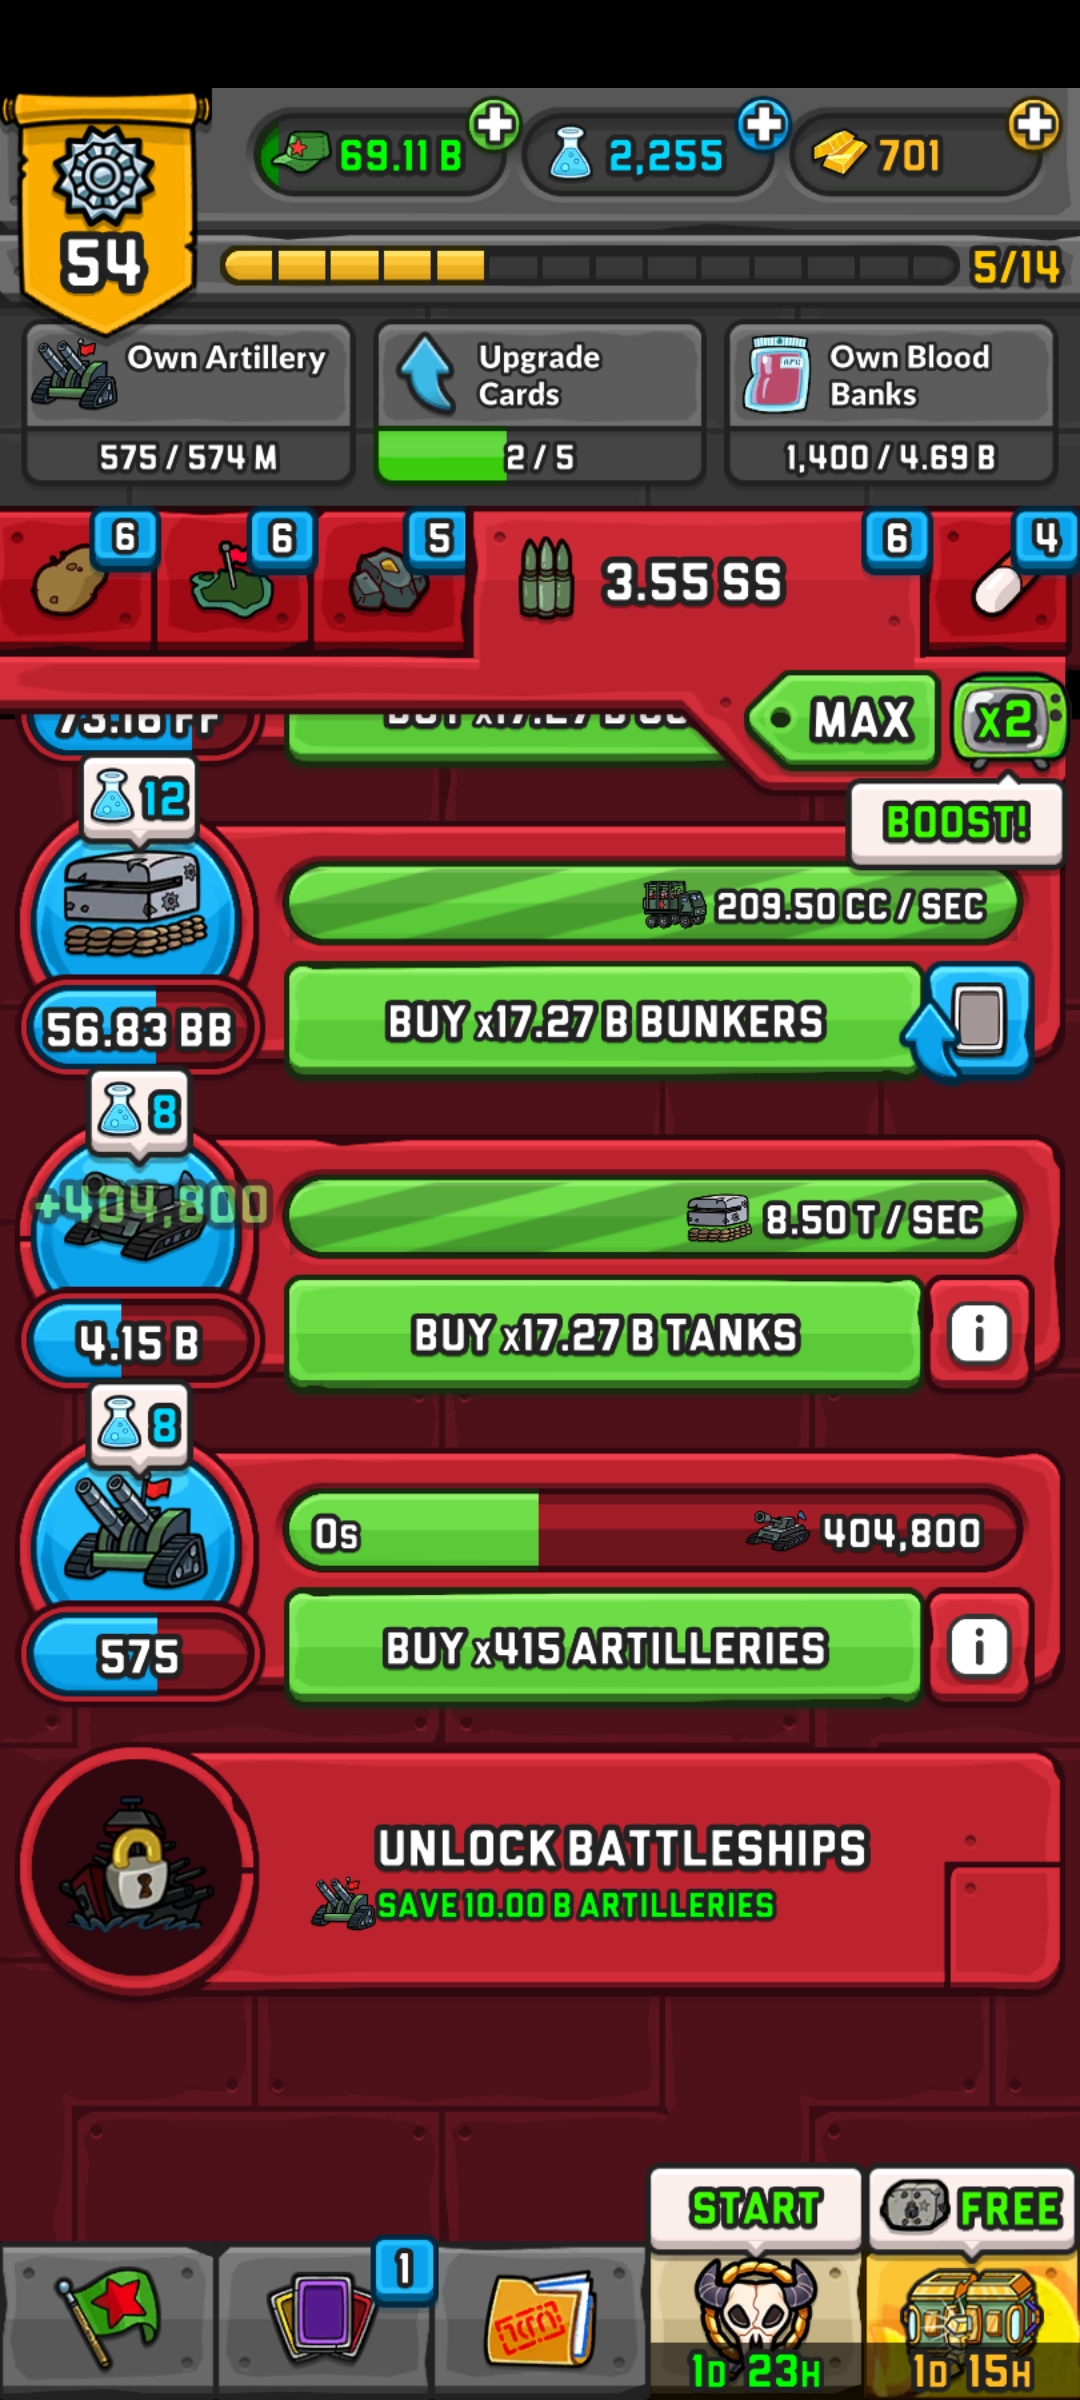 54
69.11 B
2,255
701
5/14
Own Artillery
575 / 574 M
Upgrade
Cards
2 / 5
Own Blood
Banks
1,400 / 4.69 B
6
6
5
3.55 SS
6
4
MAX
x2
BOOST!
73.16 FF
12
209.50 CC / SEC
56.83 BB
BUY x17.27 B BUNKERS
8
+404,800
8.50 T / SEC
4.15 B
BUY x17.27 B TANKS
i
8
0s
404,800
575
BUY x415 ARTILLERIES
i
UNLOCK BATTLESHIPS
SAVE 10.00 B ARTILLERIES
START
FREE
1
1D 23H
1D 15H